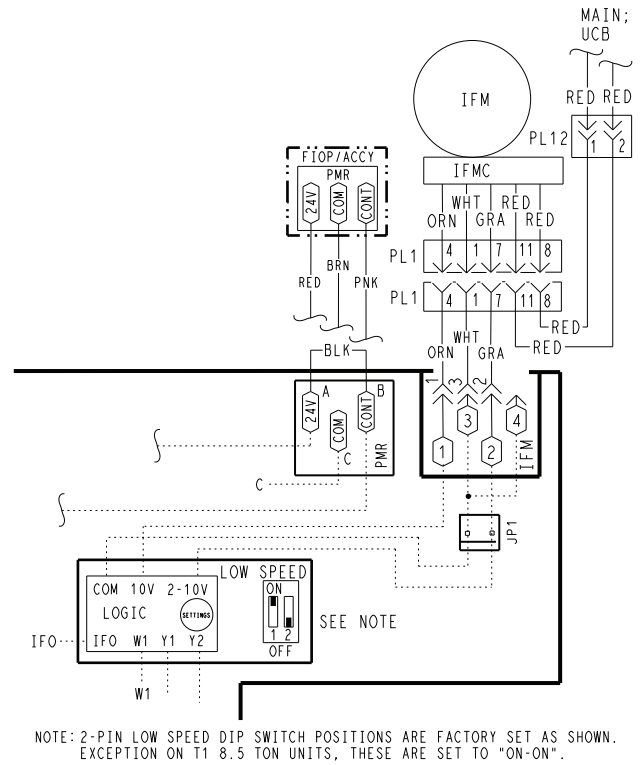 MAIN;
UCB
RED RED
IFM
PL12
1 2
FIOP/ACCY
PMR
24V COM CONT
IFMC
WHT RED
ORN GRA RED
PL1 4 1 7 11 8
BRN
RED PNK
PL1 4 1 7 11 8
RED
WHT
RED
BLK ORN GRA
1 3 2
A B
24V COM CONT
C
PMR
3 4
1 2
IFM
C
JP1
LOW SPEED
COM 10V 2-10V
ON
LOGIC
SETTINGS
SEE NOTE
1 2
IFO IFO W1 Y1 Y2
OFF
W1
NOTE: 2-PIN LOW SPEED DIP SWITCH POSITIONS ARE FACTORY SET AS SHOWN.
EXCEPTION ON T1 8.5 TON UNITS, THESE ARE SET TO "ON-ON".